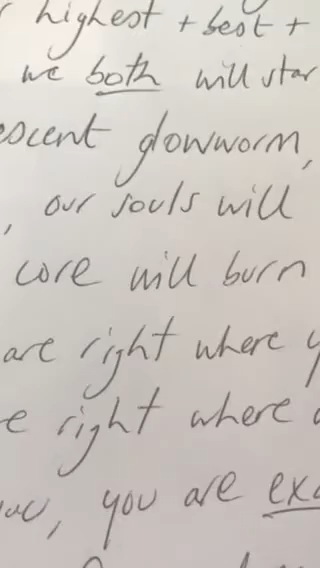 highest + best +
we both will star
escent glowworm,
, our souls will
core will burn
are right where y
e right where
, you are exa